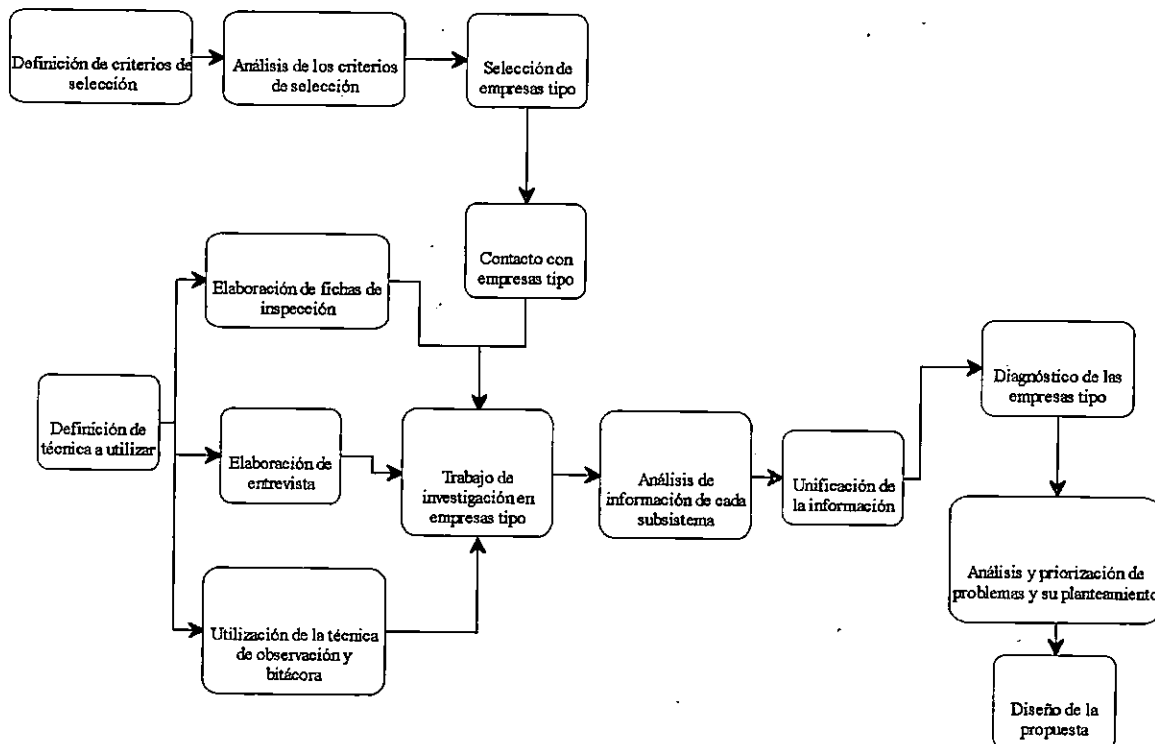 Definición de criterios de
selección
Análisis de los criterios
de selección
Selección de
empresas tipo
Contacto con
empresas tipo
Elaboración de fichas de
inspección
Definición de
técnica a utilizar
Elaboración de
entrevista
Utilización de la técnica
de observación y
bitácora
Trabajo de
investigación en
empresas tipo
Análisis de
información de cada
subsistema
Unificación de
la información
Diagnóstico de las
empresas tipo
Análisis y priorización de
problemas y su planteamiento
Diseño de la
propuesta